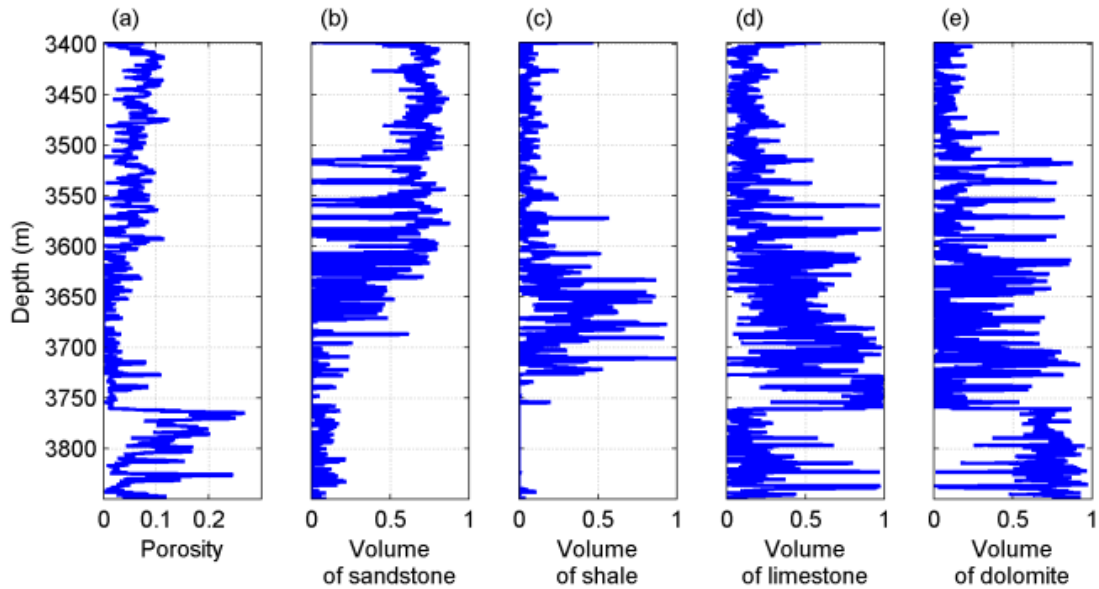 (a) (b) (c) (d) (e)
3400
3450
3500
3550
3600
3650
3700
3750
3800
Depth (m)
0 0.1 0.2 0 0.5 1 0 0.5 1 0 0.5 1 0 0.5 1
Porosity Volume Volume Volume Volume
of sandstone of shale of limestone of dolomite